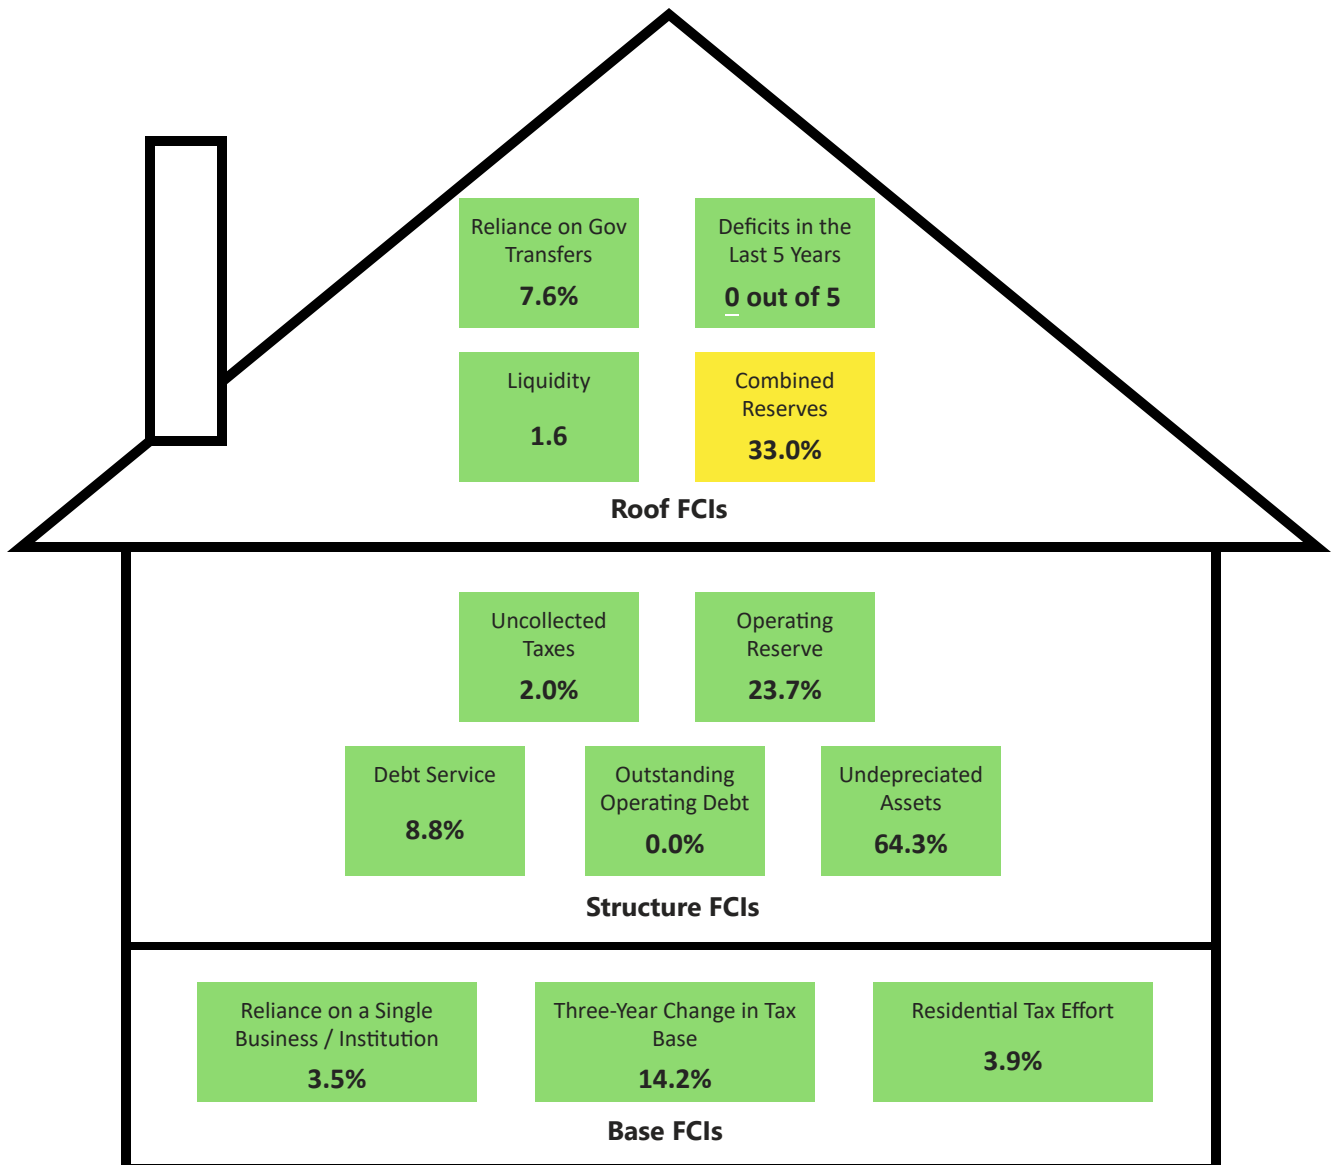 Reliance on Gov
Transfers
7.6%
Deficits in the
Last 5 Years
0 out of 5
Liquidity
1.6
Combined
Reserves
33.0%
Roof FCIs
Uncollected
Taxes
2.0%
Operating
Reserve
23.7%
Debt Service
8.8%
Outstanding
Operating Debt
0.0%
Undepreciated
Assets
64.3%
Structure FCIs
Reliance on a Single
Business / Institution
3.5%
Three-Year Change in Tax
Base
14.2%
Residential Tax Effort
3.9%
Base FCIs